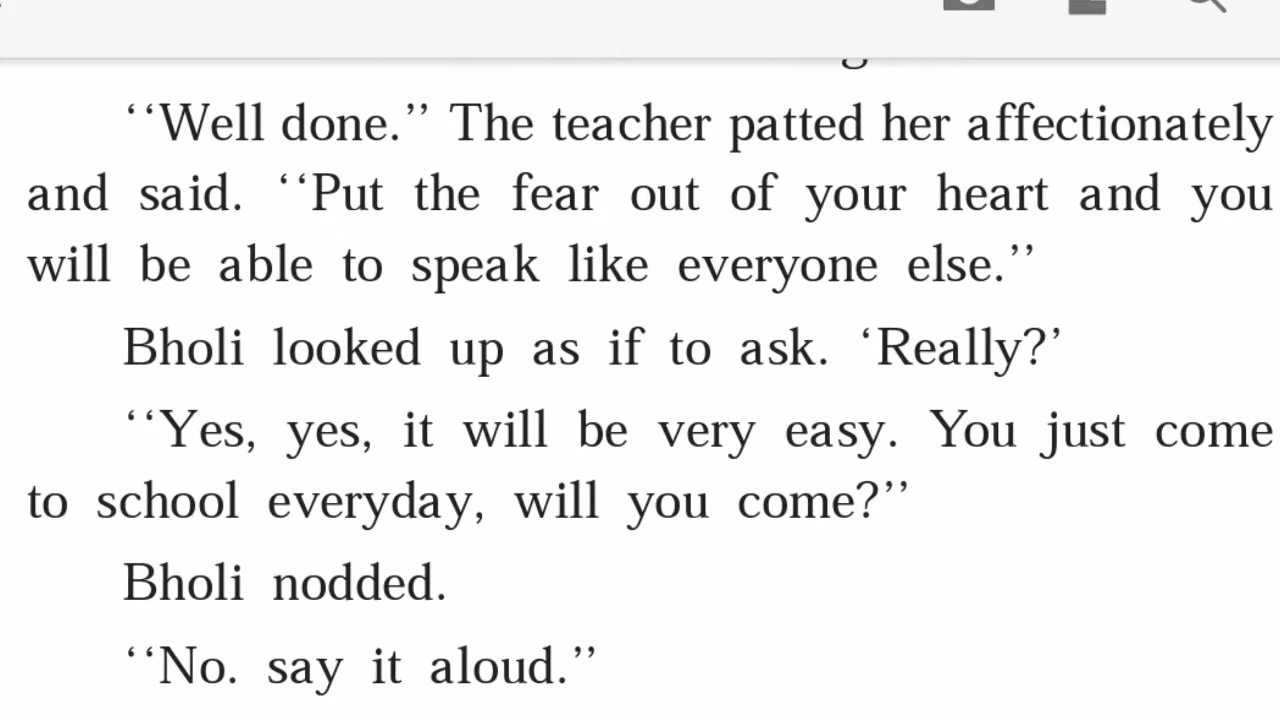 ‘‘Well done.’’ The teacher patted her affectionately
and said. ‘‘Put the fear out of your heart and you
will be able to speak like everyone else.’’
Bholi looked up as if to ask. ‘Really?’
‘‘Yes, yes, it will be very easy. You just come
to school everyday, will you come?’’
Bholi nodded.
‘‘No. say it aloud.’’